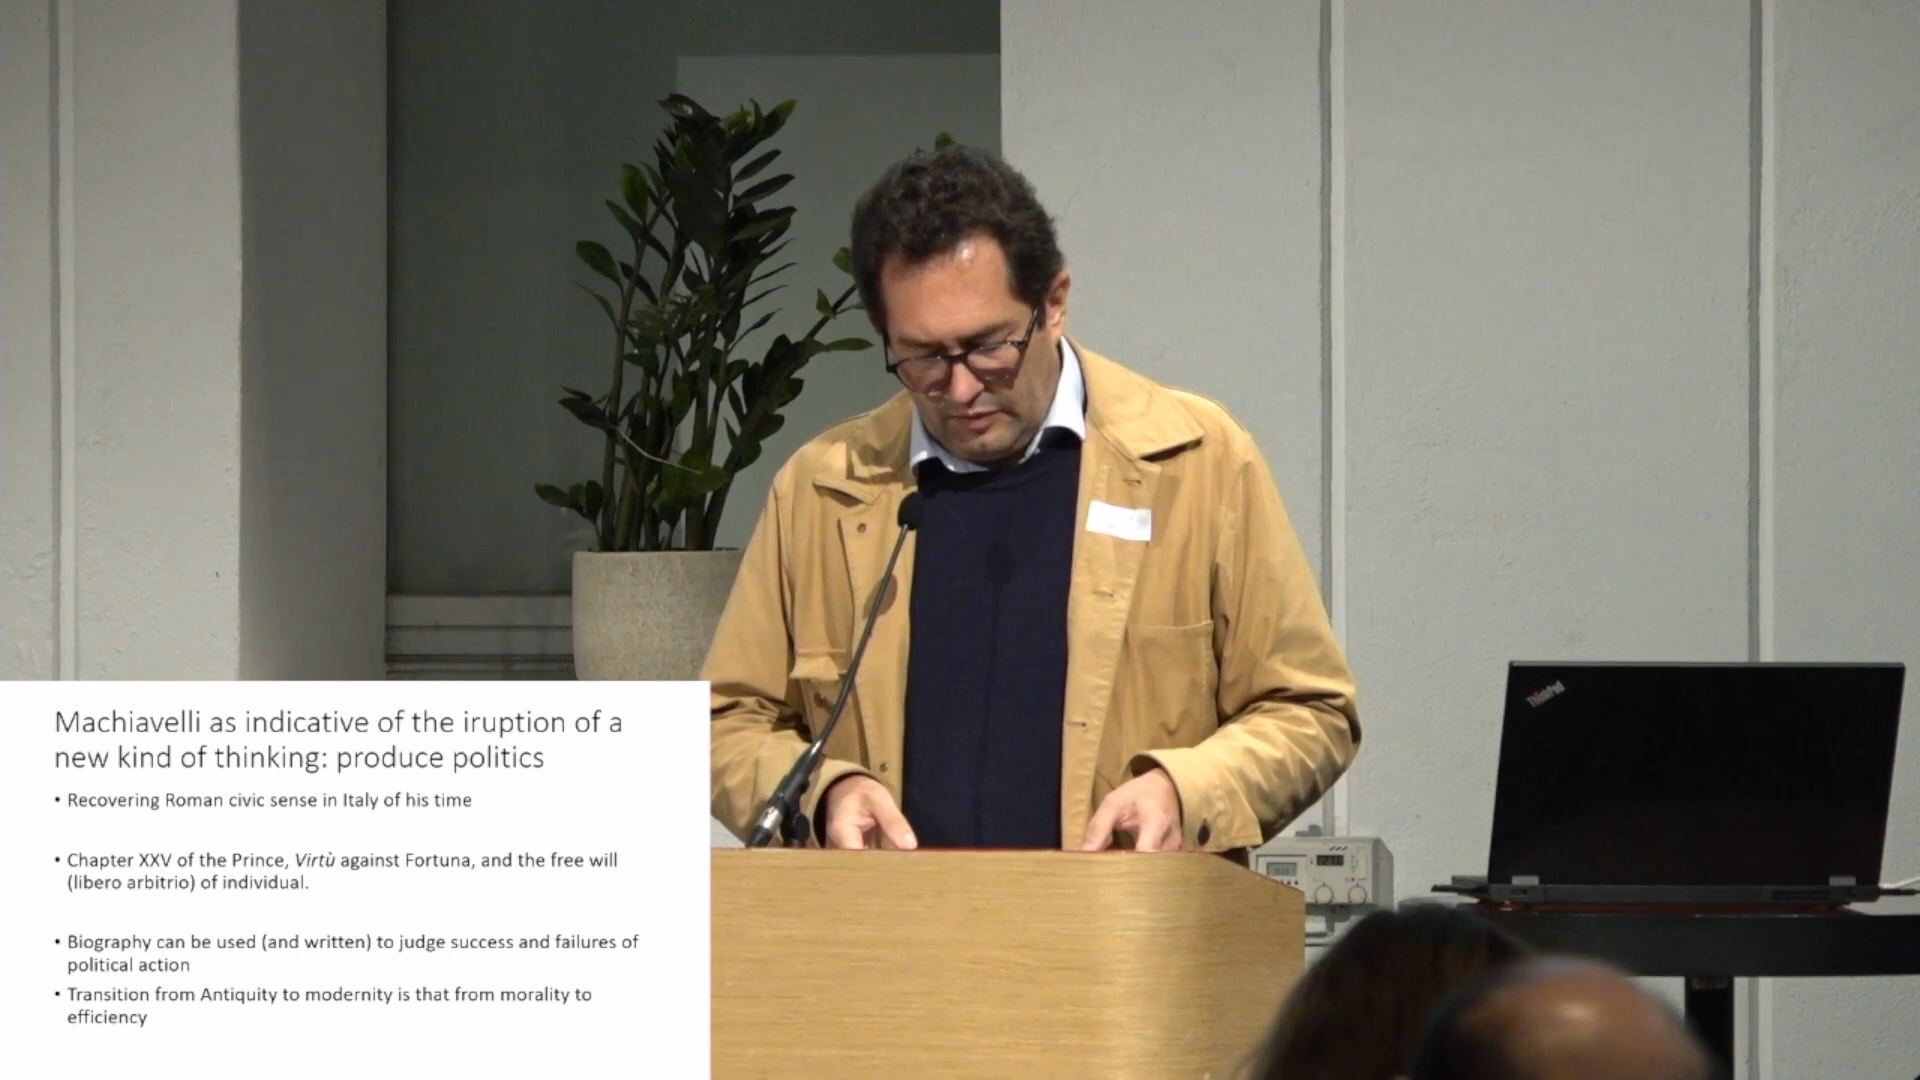 Machiavelli as indicative of the iruption of a
new kind of thinking: produce politics
• Recovering Roman civic sense in Italy of his time
• Chapter XXV of the Prince, Virtù against Fortuna, and the free will
(libero arbitrio) of individual.
• Biography can be used (and written) to judge success and failures of
political action
• Transition from Antiquity to modernity is that from morality to
efficiency
ThinkPad